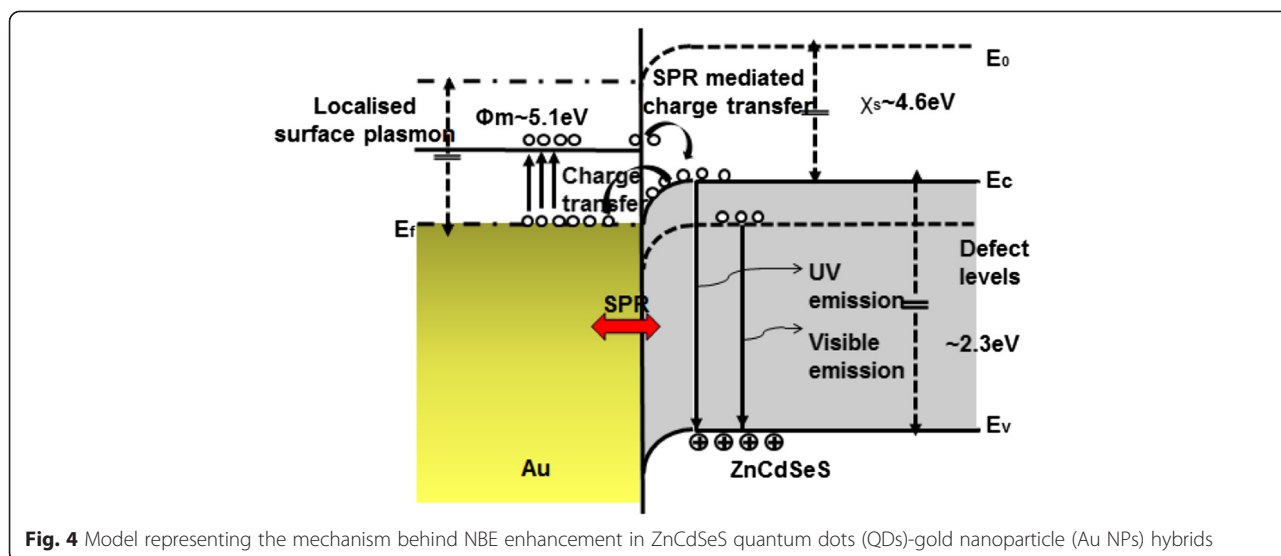 E₀
SPR mediated
charge transfer
χs~4.6eV
Localised
surface plasmon
Φm~5.1eV
Charge
transfer
Ec
Ef
Defect
levels
UV
emission
SPR
~2.3eV
Visible
emission
Ev
Au
ZnCdSeS
Fig. 4 Model representing the mechanism behind NBE enhancement in ZnCdSeS quantum dots (QDs)-gold nanoparticle (Au NPs) hybrids